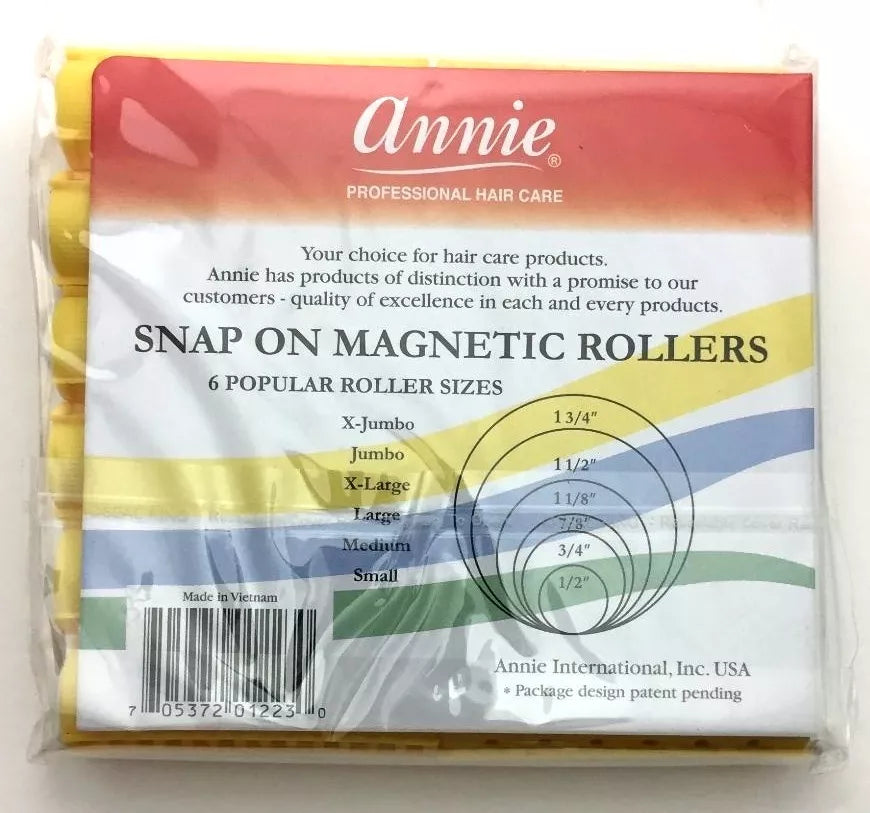 annie®
PROFESSIONAL HAIR CARE
Your choice for hair care products.
Annie has products of distinction with a promise to our
customers - quality of excellence in each and every products.
SNAP ON MAGNETIC ROLLERS
6 POPULAR ROLLER SIZES
X-Jumbo 1 3/4"
Jumbo 1 1/2"
X-Large 1 1/8"
Large 7/8"
Medium 3/4"
Small 1/2"
Made in Vietnam
7 05372 01223 0
Annie International, Inc. USA
* Package design patent pending